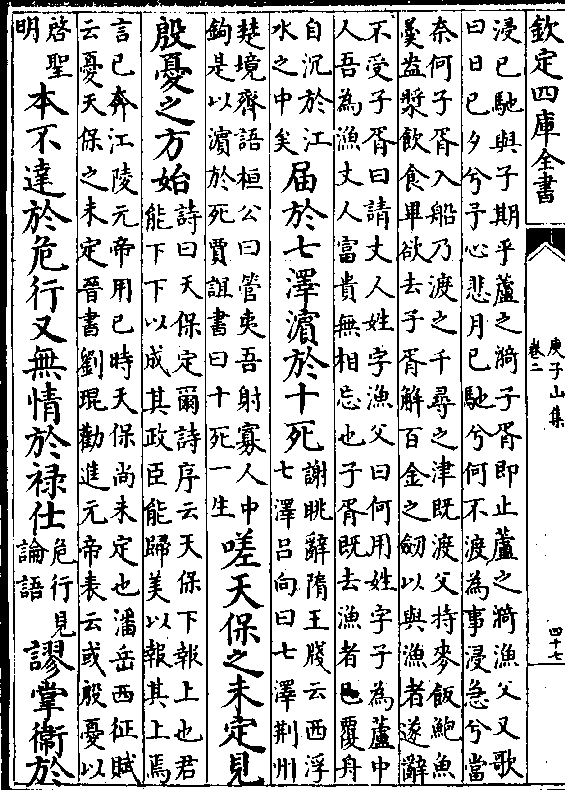 欽定四庫全書
庚子山集
卷二
四十七
浸已馳與子期乎蘆之漪子胥即止蘆之漪漁父又歌
曰日已夕兮予心悲月已馳兮何不渡為事浸急兮當
奈何子胥入船乃渡之千尋之津既渡父持麥飯鮑魚
羮盎漿飲食畢欲去子胥解百金之劒以與漁者遂辭
不受子胥曰請丈人姓字漁父曰何用姓字子為蘆中
人吾為漁丈人富貴無相忘也子胥既去漁者已覆舟
自沉於江
水之中矣
屆於七澤濱於十死
謝眺辭隋王牋云西浮
七澤吕向曰七澤荆州
楚境齊語桓公曰管夷吾射寡人中
鉤是以濱於死賈誼書曰十死一生
嗟天保之未定見
殷憂之方始
詩曰天保定爾詩序云天保下報上也君
能下下以成其政臣能歸美以報其上焉
言已奔江陵元帝用已時天保尚未定也潘岳西征賦
云憂天保之未定晉書劉琨勸進元帝表云或殷憂以
啓聖
明
本不達於危行又無情於禄仕
危行見
論語
謬掌衞於